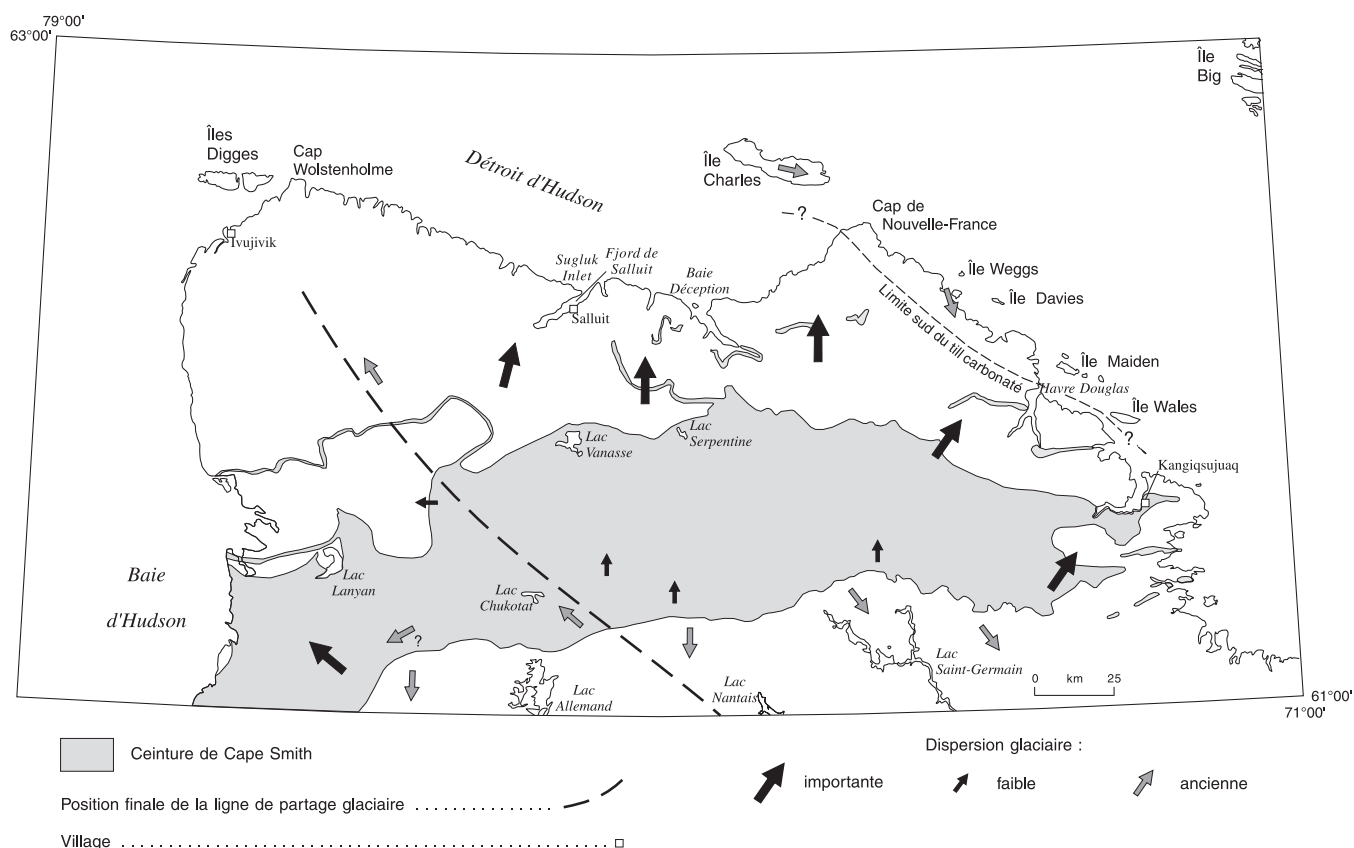 79°00'
63°00'
Île
Big
Îles
Digges
Cap
Wolstenholme
Détroit d'Hudson
Île
Charles
?
Cap de
Nouvelle-France
Ivujivik
Sugluk
Inlet
Fjord de
Salluit
Baie
Déception
Île Weggs
Île Davies
Salluit
Limite sud du till carbonaté
Île Maiden
Havre Douglas
Île Wales
?
Lac
Vanasse
Lac
Serpentine
Kangiqsujuaq
Baie
d'Hudson
Lac
Lanyan
Lac
Chukotat
?
Lac
Saint-Germain
Lac
Allemand
Lac
Nantais
0 km 25
61°00'
71°00'
Ceinture de Cape Smith
Dispersion glaciaire :
importante
faible
ancienne
Position finale de la ligne de partage glaciaire . . . . . . . . . . . . . . .
Village . . . . . . . . . . . . . . . . . . . . . . . . . . . . . . . . . . . . . . . . . . . . . . . . . . . . . .